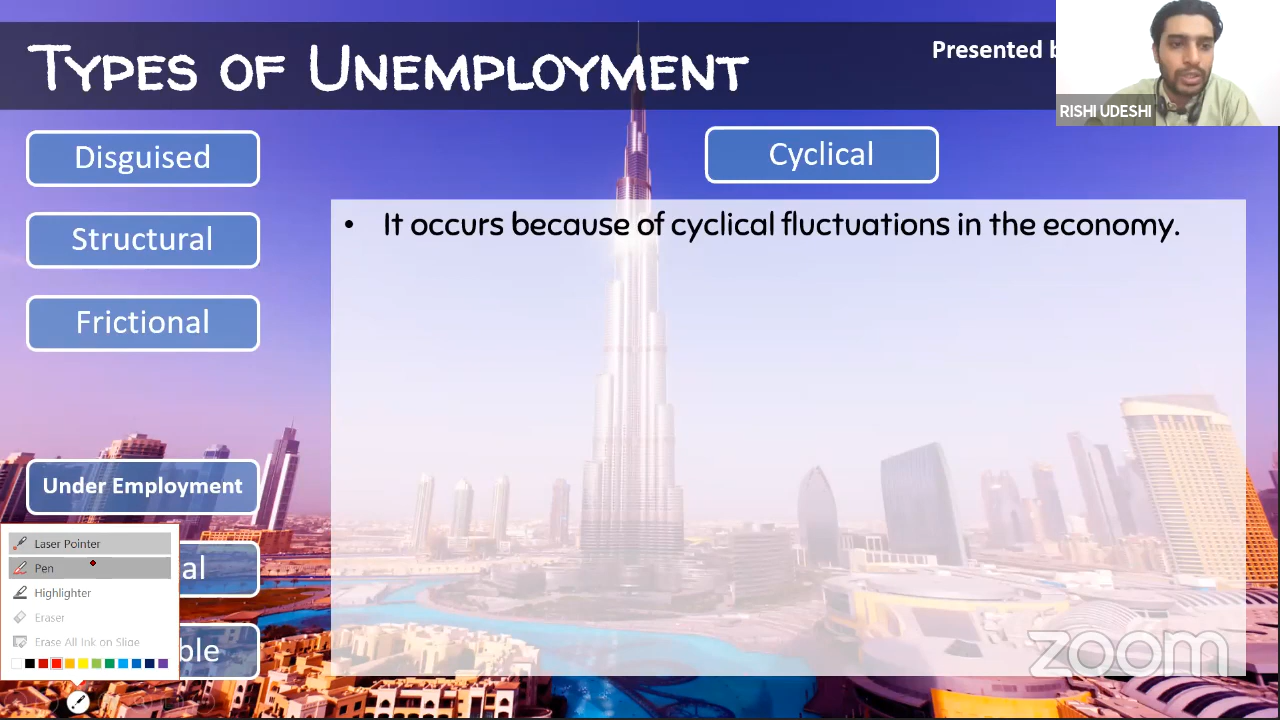 TYPES OF UNEMPLOYMENT
Presented b
RISHI UDESHI
Disguised
Cyclical
Structural
Frictional
• It occurs because of cyclical fluctuations in the economy.
Under Employment
al
ble
Laser Pointer
Pen
Highlighter
Eraser
Erase All Ink on Slide
zoom